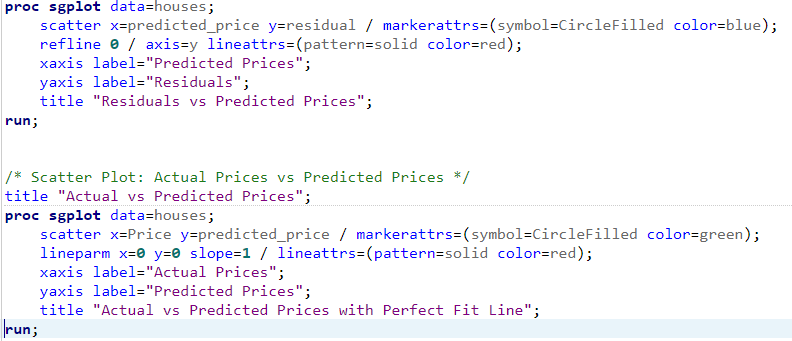 proc sgplot data=houses;
    scatter x=predicted_price y=residual / markerattrs=(symbol=CircleFilled color=blue);
    refline 0 / axis=y lineattrs=(pattern=solid color=red);
    xaxis label="Predicted Prices";
    yaxis label="Residuals";
    title "Residuals vs Predicted Prices";
run;
/* Scatter Plot: Actual Prices vs Predicted Prices */
title "Actual vs Predicted Prices";
proc sgplot data=houses;
    scatter x=Price y=predicted_price / markerattrs=(symbol=CircleFilled color=green);
    lineparm x=0 y=0 slope=1 / lineattrs=(pattern=solid color=red);
    xaxis label="Actual Prices";
    yaxis label="Predicted Prices";
    title "Actual vs Predicted Prices with Perfect Fit Line";
run;